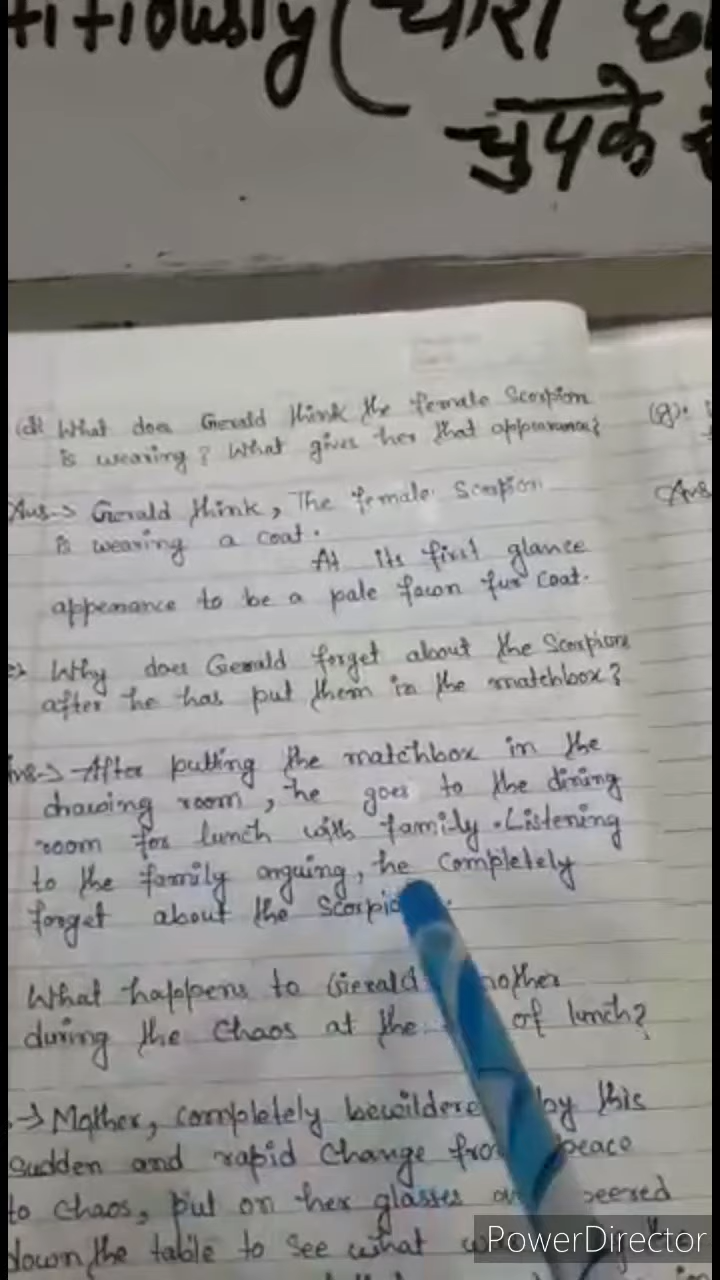 titiously (चोरी
चुपके
(d) What does Gerald think the female Scorpion
is wearing? What gives her that appearance?
Ans-> Gerald think, The female Scorpion
is wearing a coat.
At its first glance
appearance to be a pale fawn fur coat.
Why does Gerald forget about the Scorpions
after he has put them in the matchbox?
Ans-> After putting the matchbox in the
drawing room, he goes to the dining
room for lunch with family. Listening
to the family arguing, he completely
forget about the
What happens to Gerald
during the Chaos at the of lunch?
-> Mother, completely by this
sudden and rapid change peace
to chaos, put on her glasses peered
down the table to see what
(g).
Ans
PowerDirector